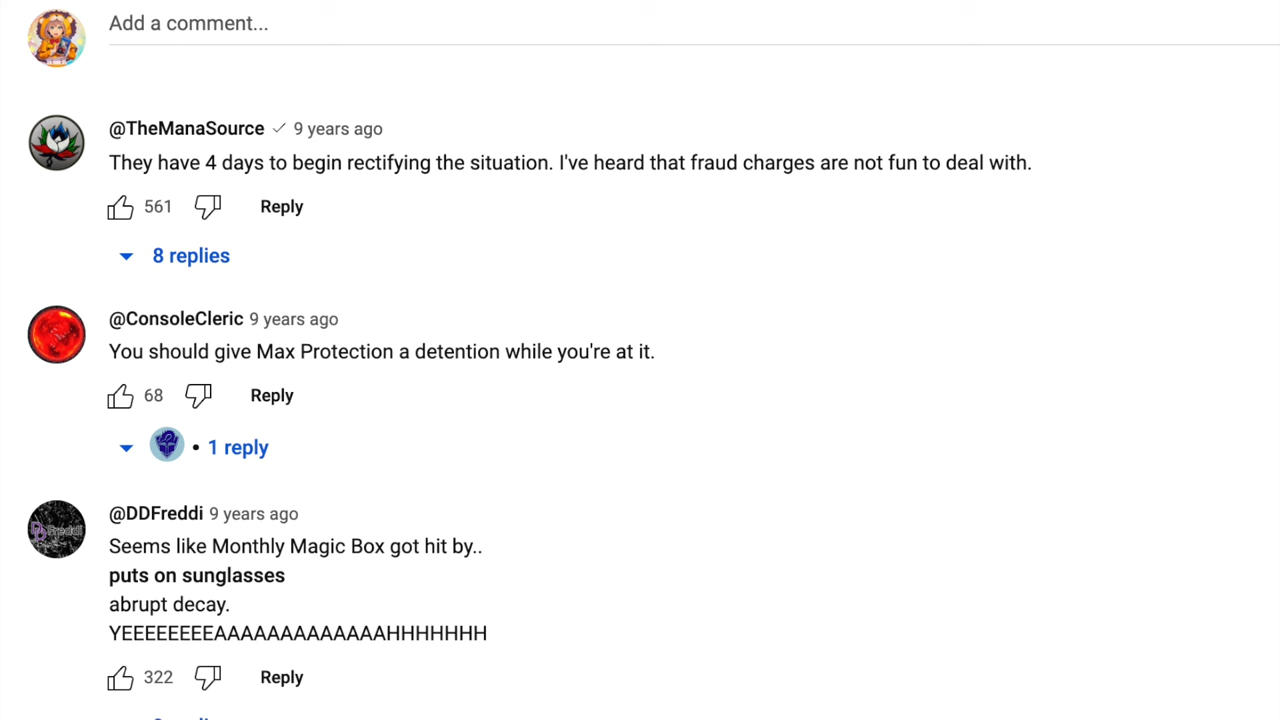 Add a comment...
@TheManaSource 9 years ago
They have 4 days to begin rectifying the situation. I've heard that fraud charges are not fun to deal with.
561 Reply
8 replies
@ConsoleCleric 9 years ago
You should give Max Protection a detention while you're at it.
68 Reply
• 1 reply
@DDFreddi 9 years ago
DD Freddi
Seems like Monthly Magic Box got hit by..
puts on sunglasses
abrupt decay.
YEEEEEEEEAAAAAAAAAAAAAHHHHHHH
322 Reply